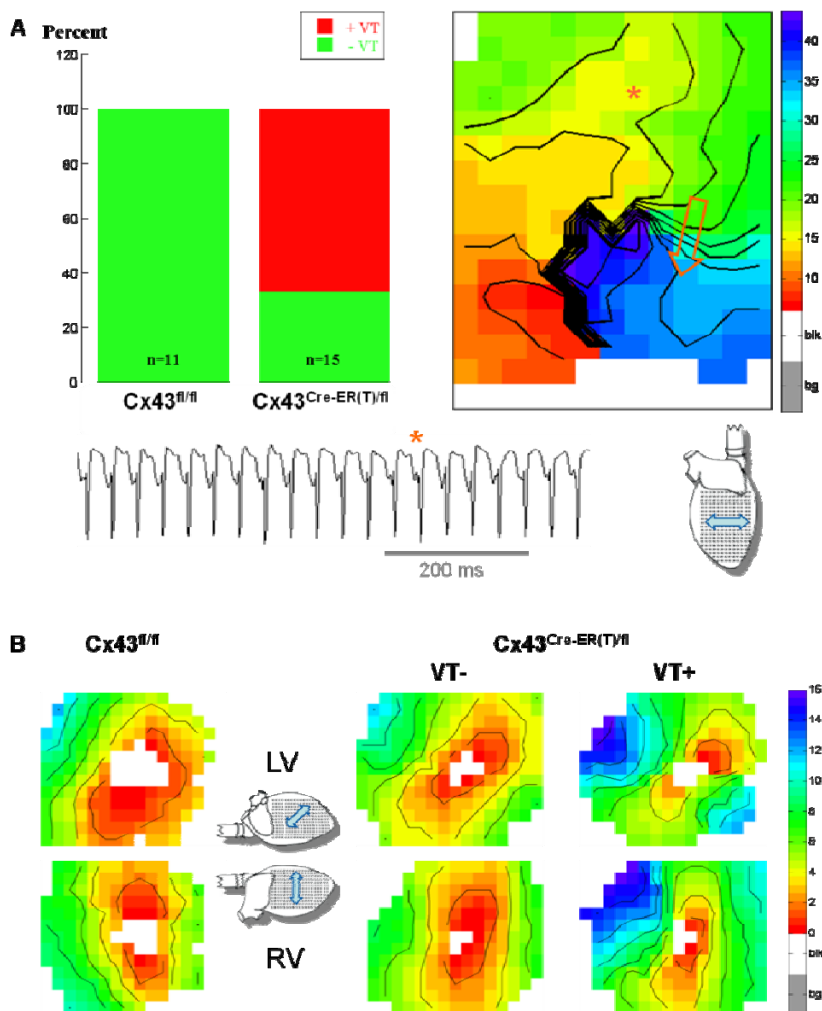 A
Percent
+ VT
- VT
120
100
80
60
40
20
0
n=11
n=15
Cx43fl/fl
Cx43Cre-ER(T)/fl
*
40
35
30
25
20
15
10
blk
bg
*
200 ms
B
Cx43fl/fl
Cx43Cre-ER(T)/fl
VT-
VT+
LV
RV
16
14
12
10
8
6
4
2
0
blk
bg